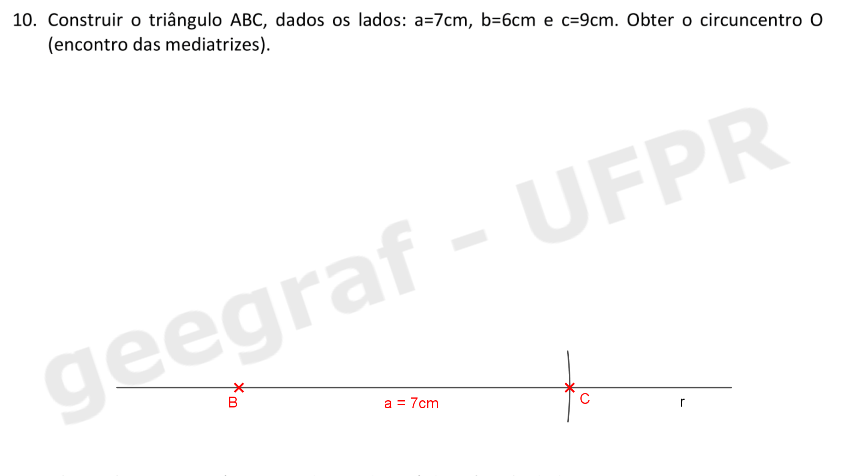 10. Construir o triângulo ABC, dados os lados: a=7cm, b=6cm e c=9cm. Obter o circuncentro O
(encontro das mediatrizes).
geegraf - UFPR
B
a = 7cm
C
r